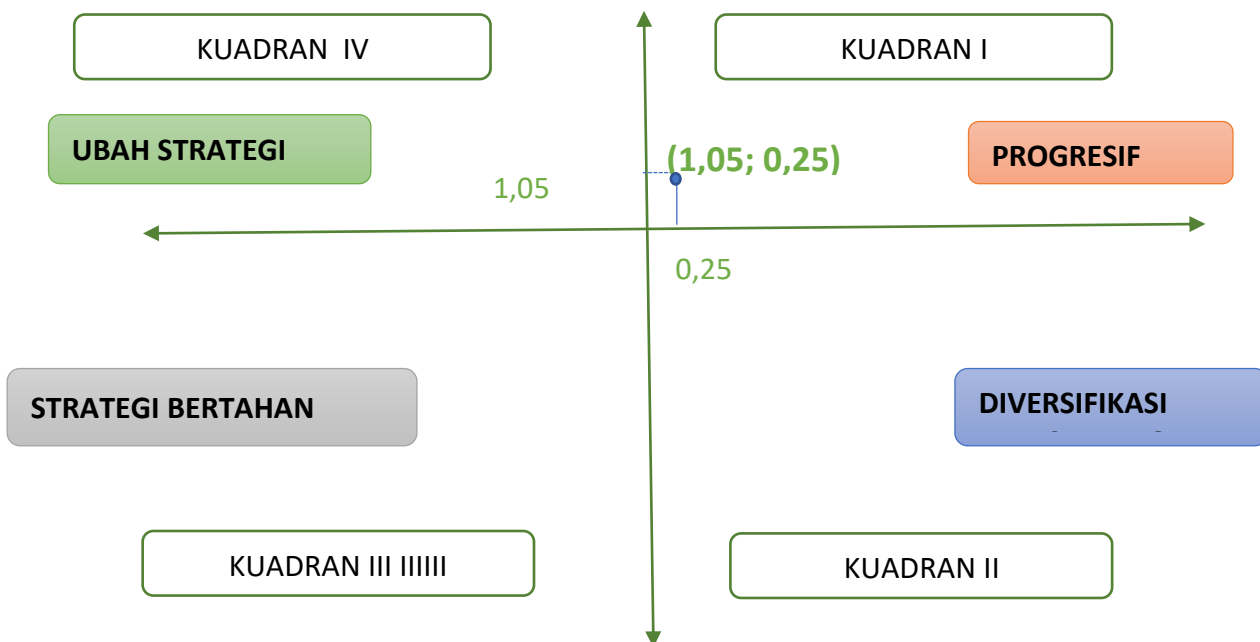 KUADRAN IV
KUADRAN I
UBAH STRATEGI
(1,05; 0,25)
PROGRESIF
1,05
0,25
STRATEGI BERTAHAN
DIVERSIFIKASI
KUADRAN III IIIIII
KUADRAN II